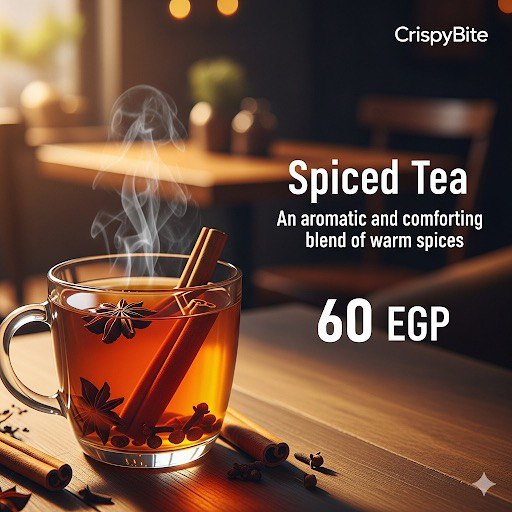 CrispyBite
Spiced Tea
An aromatic and comforting
blend of warm spices
60 EGP